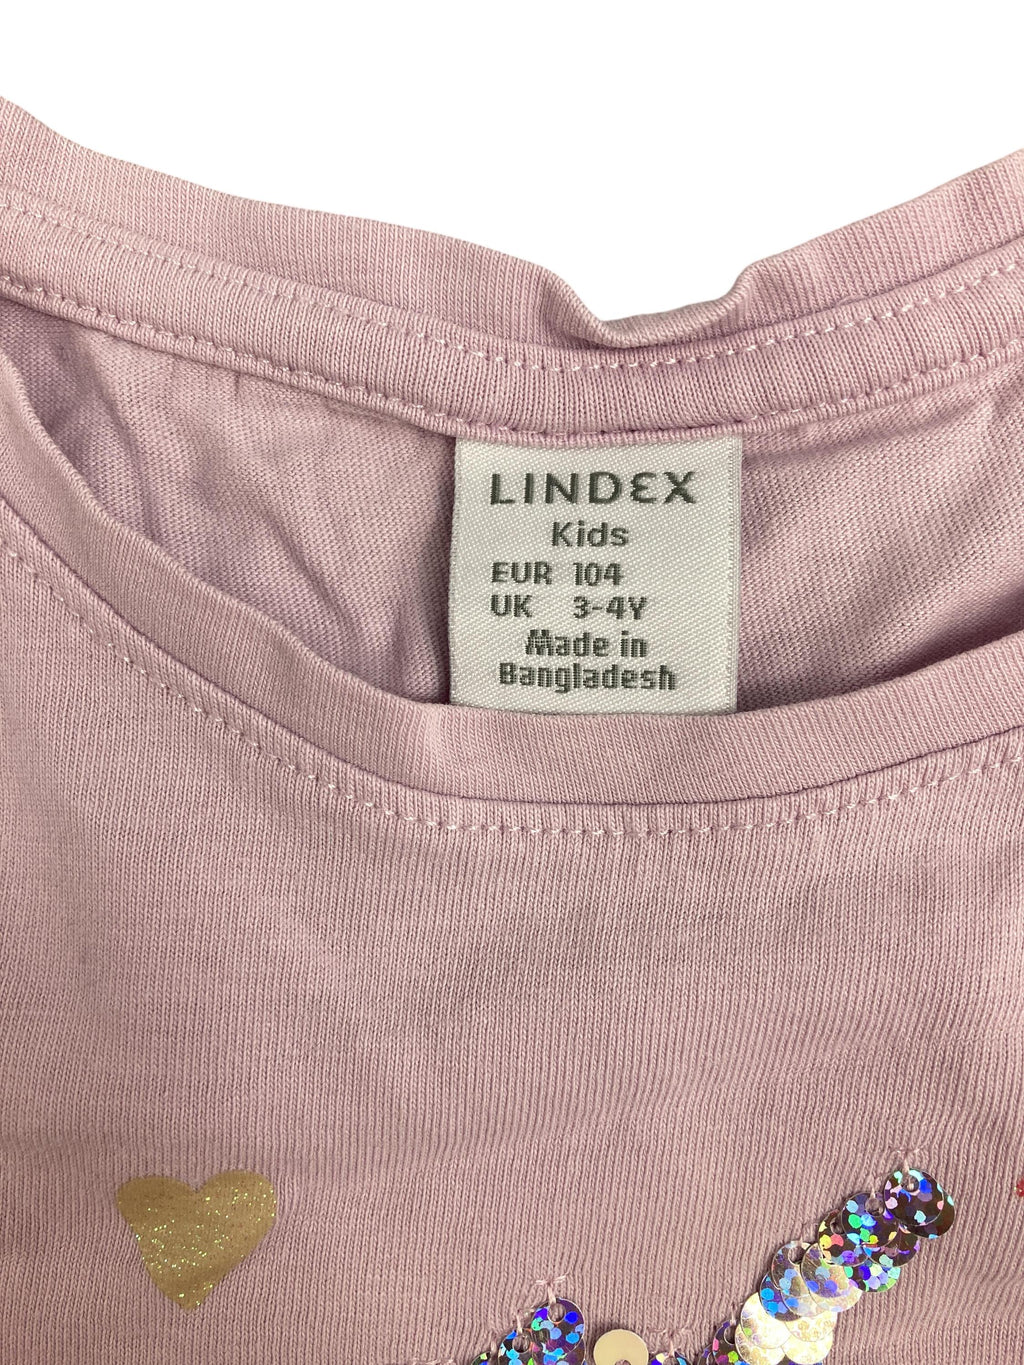 LINDEX
Kids
EUR 104
UK 3-4Y
Made in
Bangladesh